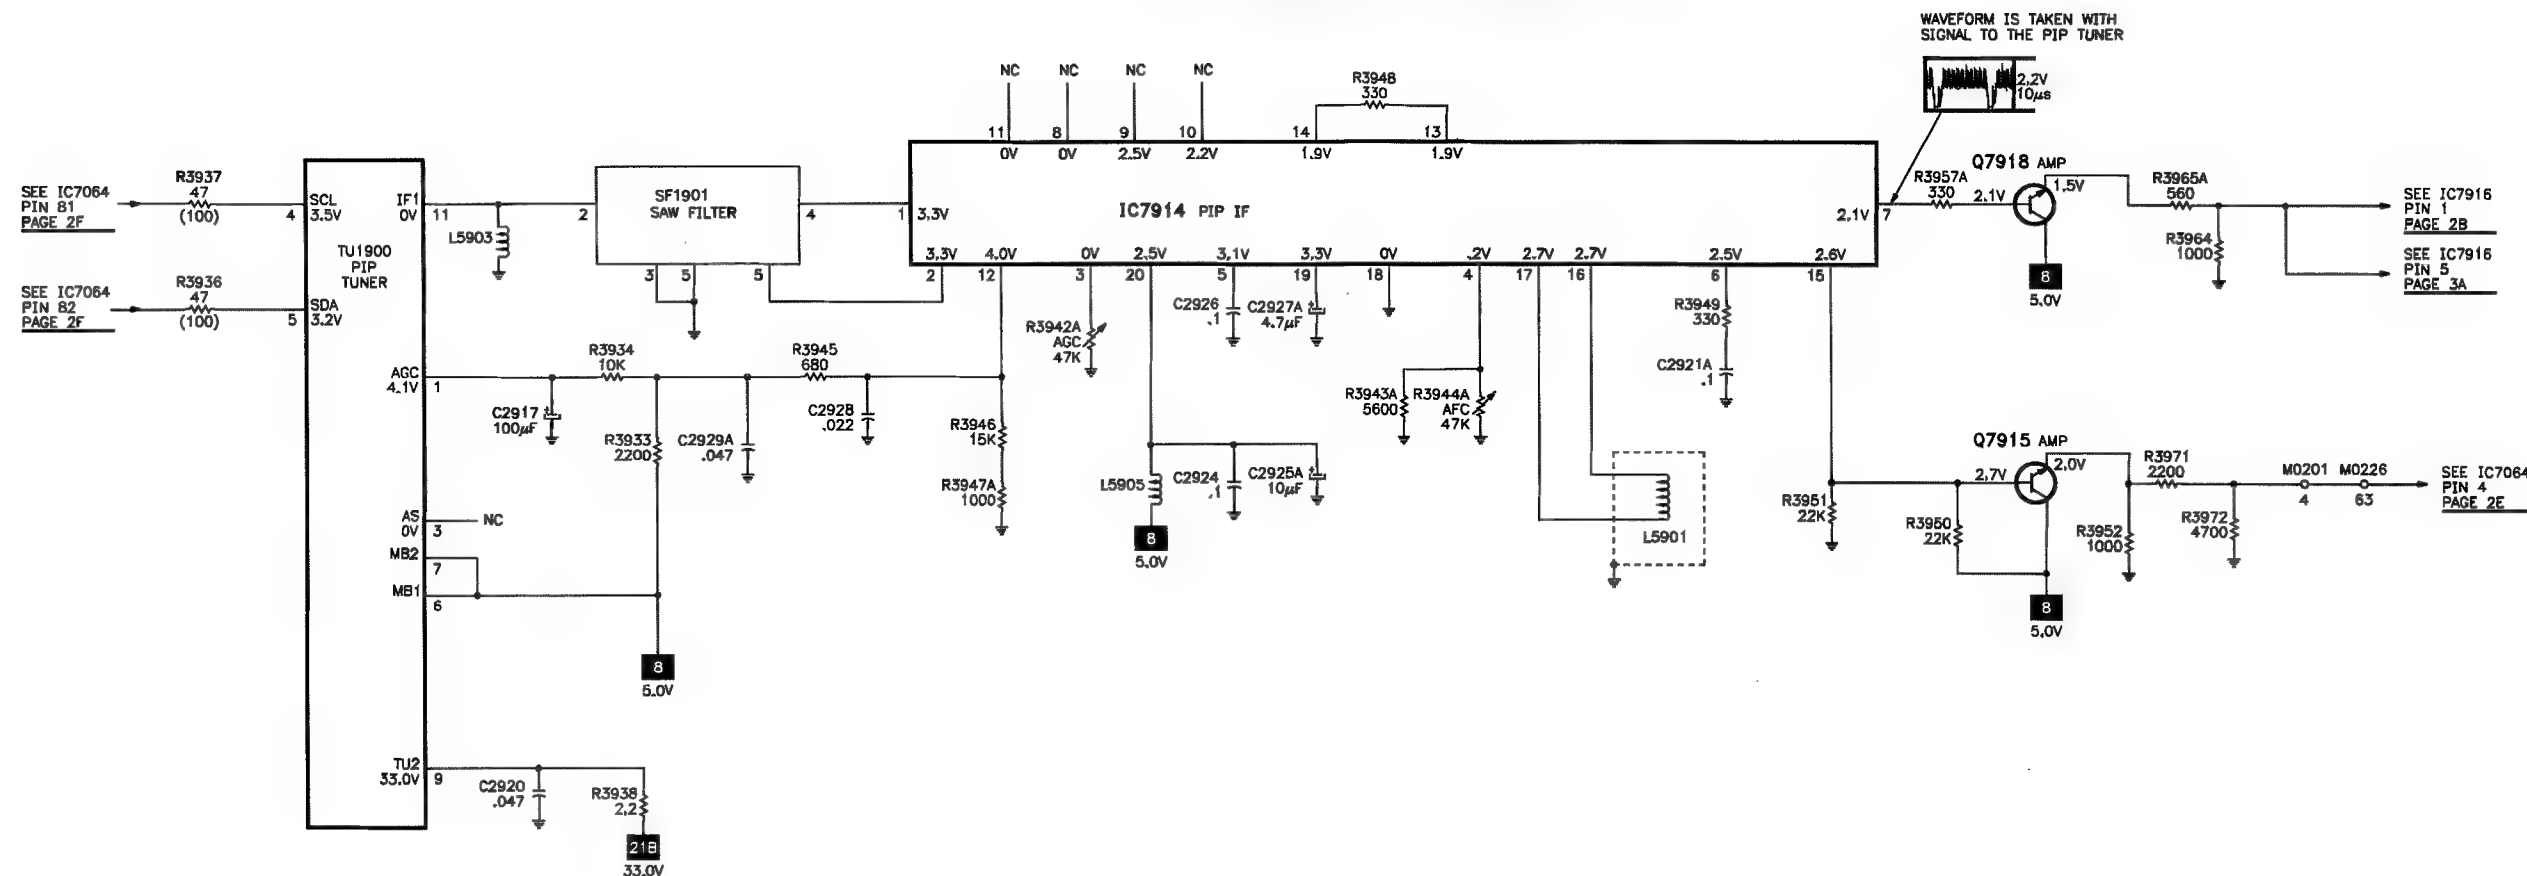 WAVEFORM IS TAKEN WITH
SIGNAL TO THE PIP TUNER
2.2V
10µs
NC
NC
NC
NC
R3948
330
11
8
9
10
14
13
0V
0V
2.5V
2.2V
1.9V
1.9V
SEE IC7064
PIN 81
PAGE 2F
R3937
47
(100)
4
SCL
3.5V
IF1
0V
11
L5903
2
SF1901
SAW FILTER
4
3
5
5
1
3.3V
IC7914 PIP IF
2.1V
7
R3957A
330
2.1V
Q7918 AMP
1.5V
R3965A
560
R3964
1000
8
5.0V
SEE IC7916
PIN 1
PAGE 2B
SEE IC7916
PIN 5
PAGE 3A
TU1900
PIP
TUNER
SEE IC7064
PIN 82
PAGE 2F
R3936
47
(100)
5
SDA
3.2V
3.3V
4.0V
0V
2.5V
3.1V
3.3V
0V
.2V
2.7V
2.7V
2.5V
2.6V
2
12
3
20
5
19
18
4
17
16
6
15
R3942A
AGC
47K
C2926
.1
C2927A
4.7µF
R3949
330
C2921A
.1
AGC
4.1V
1
R3934
10K
R3945
680
C2917
100µF
R3933
2200
C2929A
.047
C2928
.022
R3946
15K
R3947A
1000
R3943A
5600
R3944A
AFC
47K
L5905
C2924
.1
C2925A
10µF
8
5.0V
L5901
R3951
22K
R3950
22K
2.7V
Q7915 AMP
2.0V
R3971
2200
R3952
1000
R3972
4700
M0201
4
M0226
63
SEE IC7064
PIN 4
PAGE 2E
8
5.0V
AS
0V
3
NC
MB2
7
MB1
6
8
5.0V
TU2
33.0V
9
C2920
.047
R3938
2.2
21B
33.0V